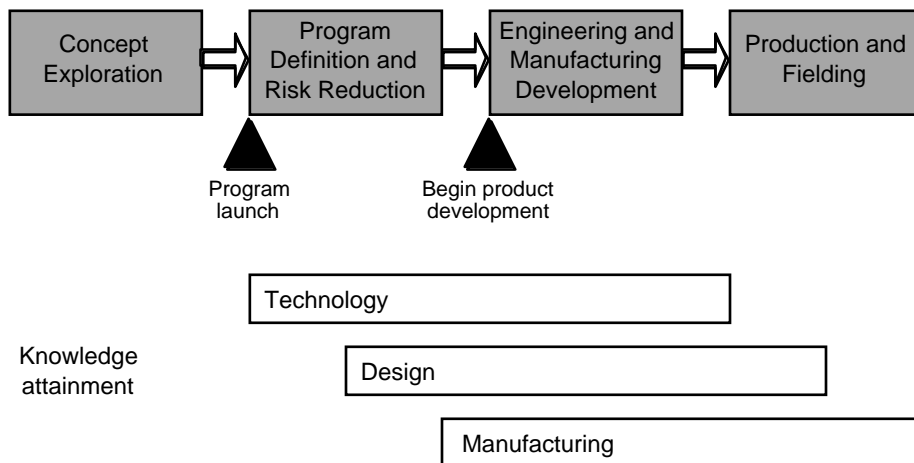 Concept
Exploration
Program
Definition and
Risk Reduction
Engineering and
Manufacturing
Development
Production and
Fielding
Program
launch
Begin product
development
Technology
Knowledge
attainment
Design
Manufacturing